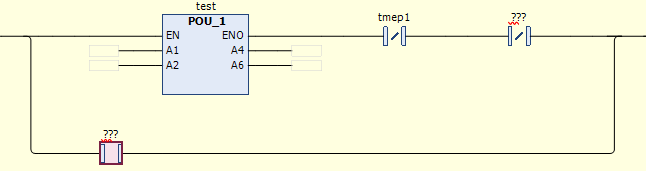 test
POU_1
EN ENO
tmep1
???
A1 A4
A2 A6
???